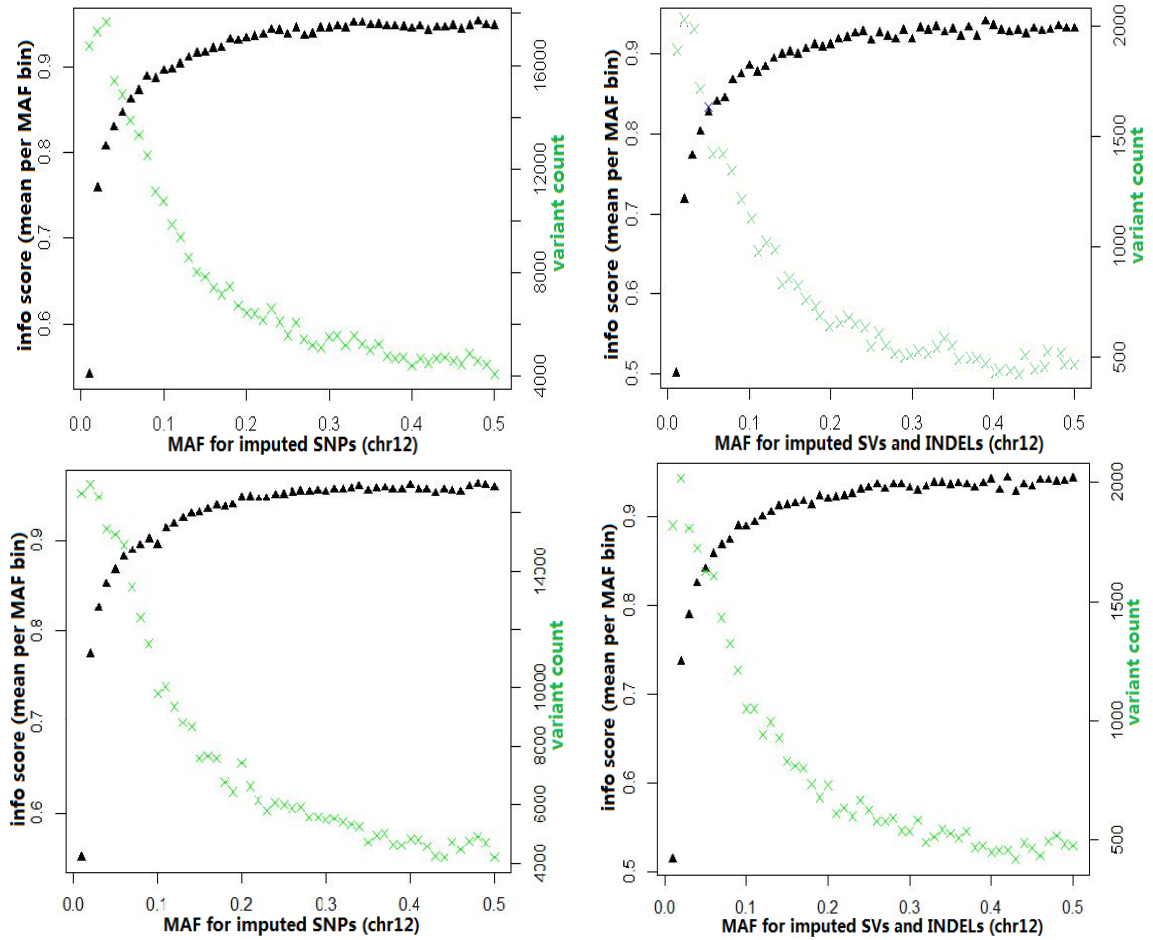 info score (mean per MAF bin)
0.9
0.8
0.7
0.6
16000
12000
8000
4000
variant count
0.0 0.1 0.2 0.3 0.4 0.5
MAF for imputed SNPs (chr12)
info score (mean per MAF bin)
0.9
0.8
0.7
0.6
0.5
2000
1500
1000
5000
variant count
0.0 0.1 0.2 0.3 0.4 0.5
MAF for imputed SVs and INDELs (chr12)
info score (mean per MAF bin)
0.9
0.8
0.7
0.6
14300
10000
8000
6000
4300
variant count
0.0 0.1 0.2 0.3 0.4 0.5
MAF for imputed SNPs (chr12)
info score (mean per MAF bin)
0.9
0.8
0.7
0.6
0.5
2000
1500
1000
500
variant count
0.0 0.1 0.2 0.3 0.4 0.5
MAF for imputed SVs and INDELs (chr12)